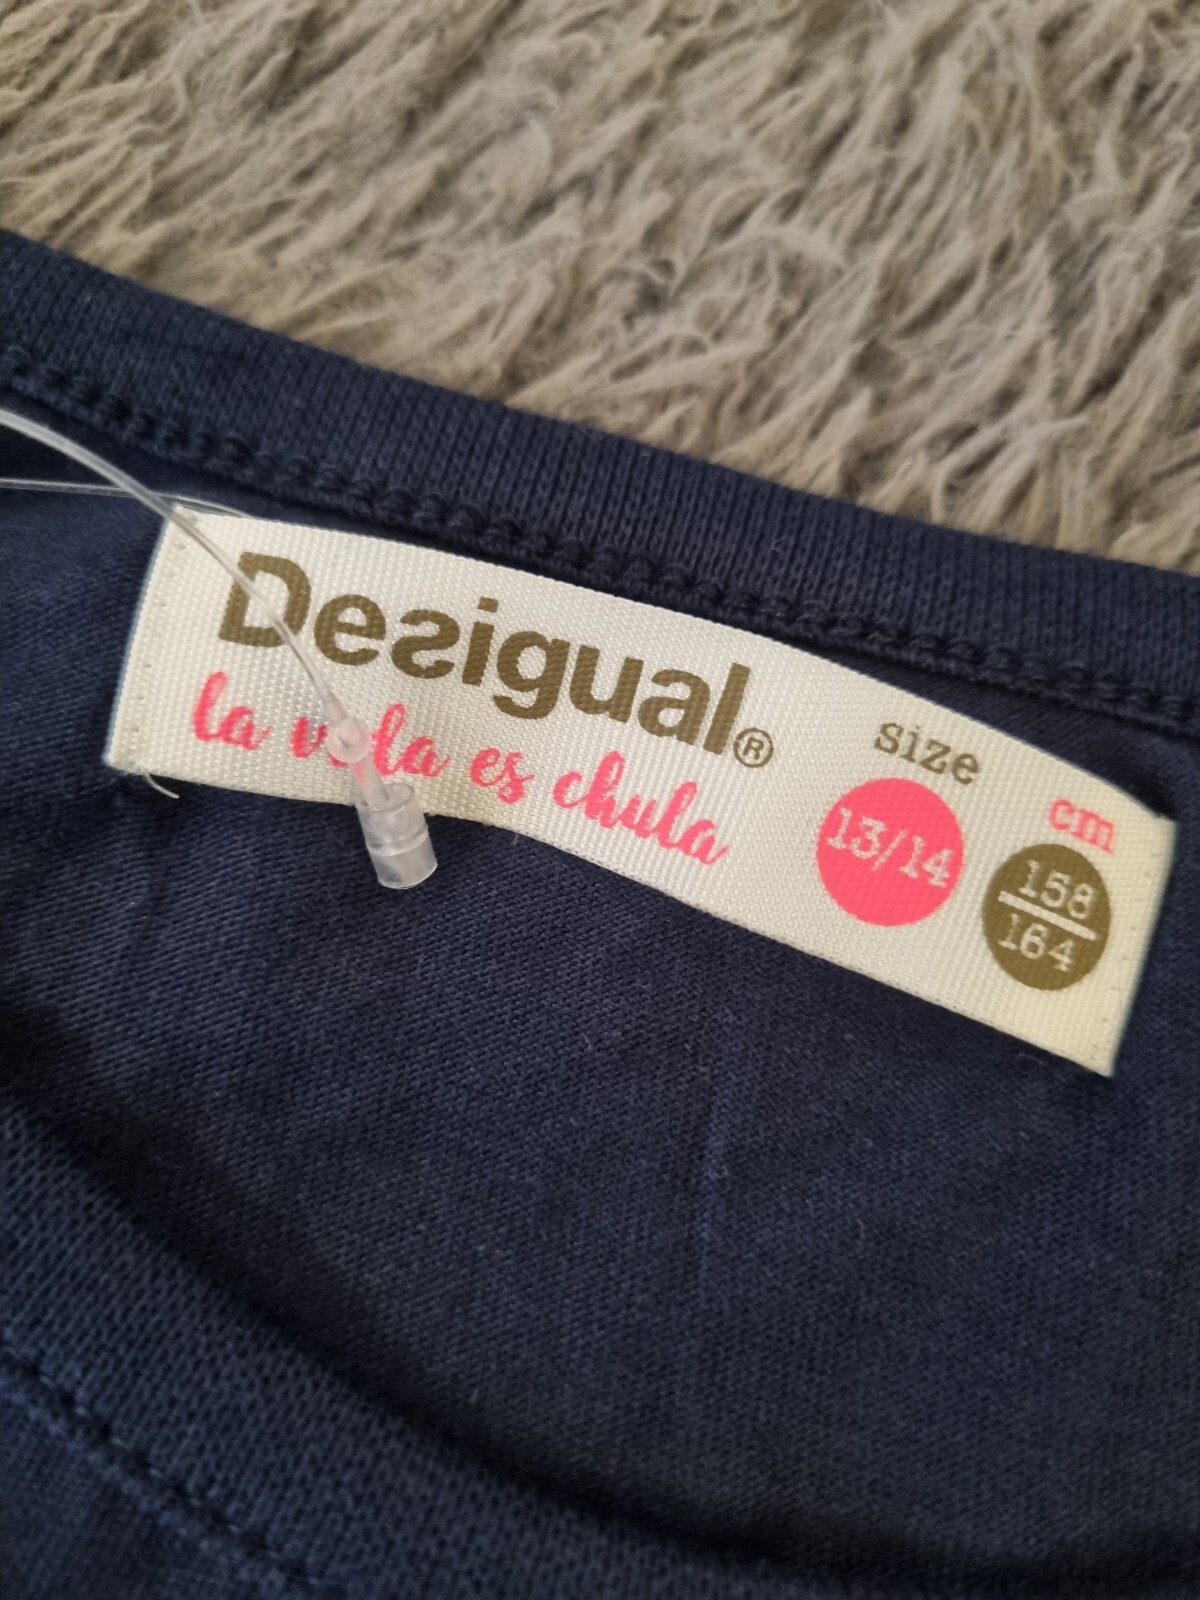 Desigual®
la vida es chula
size
13/14
cm
158
164